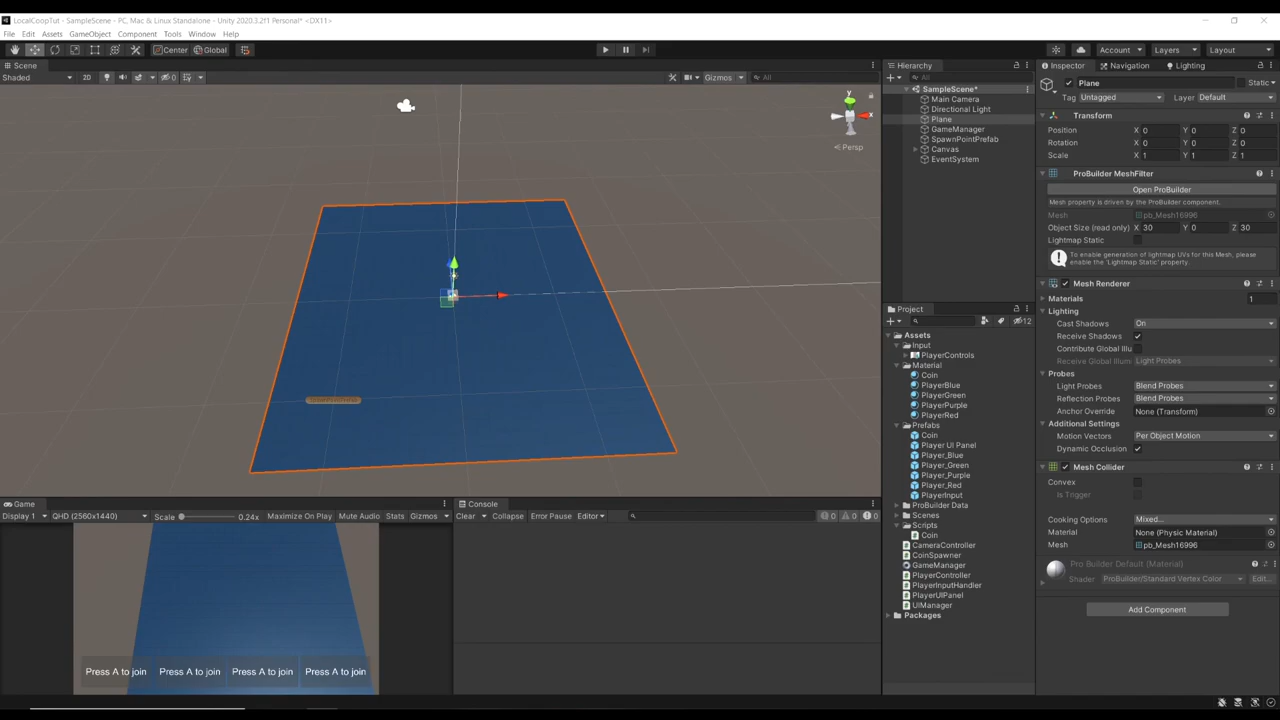 LocalCoopTut - SampleScene - PC, Mac & Linux Standalone - Unity 2020.3.2f1 Personal* <DX11>
File Edit Assets GameObject Component Tools Window Help
Center Global Account Layers Layout
Scene
Shaded 2D 0 Gizmos All
y
x
Persp
Game
Display 1 QHD (2560x1440) Scale 0.24x Maximize On Play Mute Audio Stats Gizmos
Press A to join Press A to join Press A to join Press A to join
Console
Clear Collapse Error Pause Editor 0 0 0
Hierarchy
All
SampleScene*
Main Camera
Directional Light
Plane
GameManager
SpawnPointPrefab
Canvas
EventSystem
Project
12
Assets
Input
PlayerControls
Material
Coin
PlayerBlue
PlayerGreen
PlayerPurple
PlayerRed
Prefabs
Coin
Player UI Panel
Player_Blue
Player_Green
Player_Purple
Player_Red
PlayerInput
ProBuilder Data
Scenes
Scripts
Coin
CameraController
CoinSpawner
GameManager
PlayerController
PlayerInputHandler
PlayerUIPanel
UIManager
Packages
Inspector Navigation Lighting
Plane Static
Tag Untagged Layer Default
Transform
Position X 0 Y 0 Z 0
Rotation X 0 Y 0 Z 0
Scale X 1 Y 1 Z 1
ProBuilder MeshFilter
Open ProBuilder
Mesh property is driven by the ProBuilder component.
Mesh pb_Mesh16996
Object Size (read only) X 30 Y 0 Z 30
Lightmap Static
To enable generation of lightmap UVs for this Mesh, please
enable the 'Lightmap Static' property.
Mesh Renderer
Materials 1
Lighting
Cast Shadows On
Receive Shadows
Contribute Global Illu
Receive Global Illum Light Probes
Probes
Light Probes Blend Probes
Reflection Probes Blend Probes
Anchor Override None (Transform)
Additional Settings
Motion Vectors Per Object Motion
Dynamic Occlusion
Mesh Collider
Convex
Is Trigger
Cooking Options Mixed...
Material None (Physic Material)
Mesh pb_Mesh16996
Pro Builder Default (Material)
Shader ProBuilder/Standard Vertex Color Edit...
Add Component